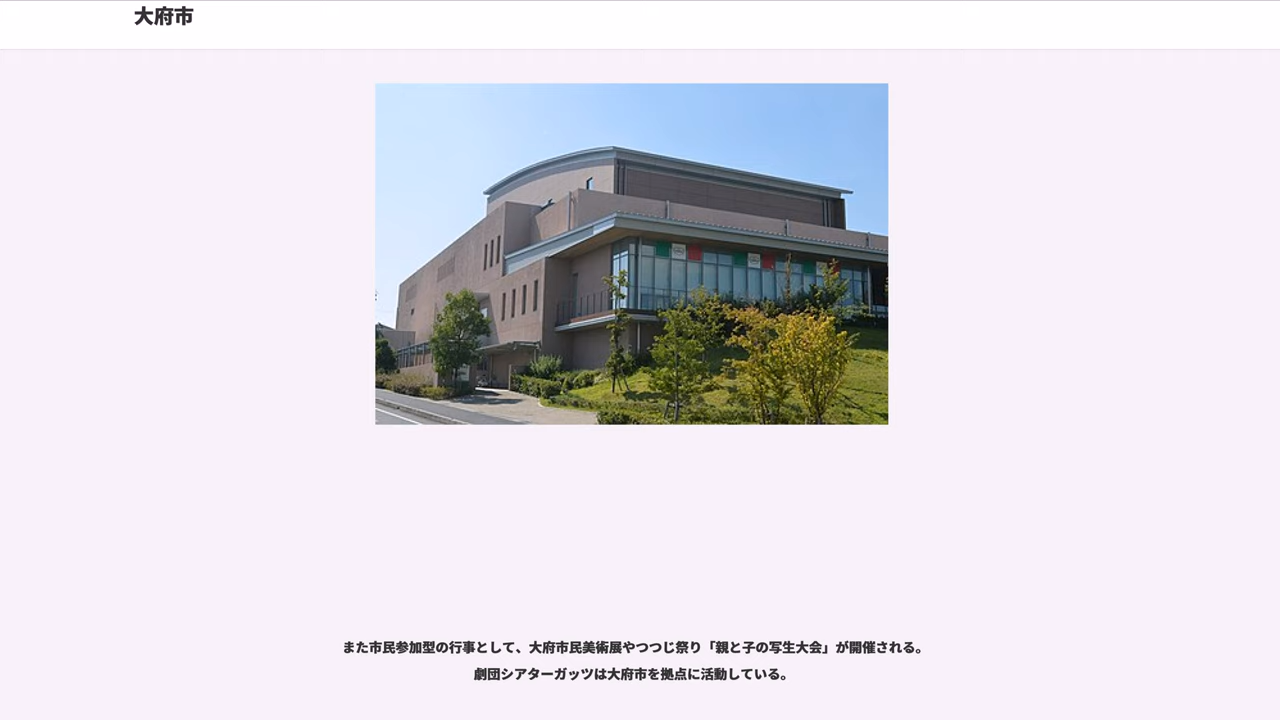 大府市
また市民参加型の行事として、大府市民美術展やつつじ祭り「親と子の写生大会」が開催される。
劇団シアターガッツは大府市を拠点に活動している。